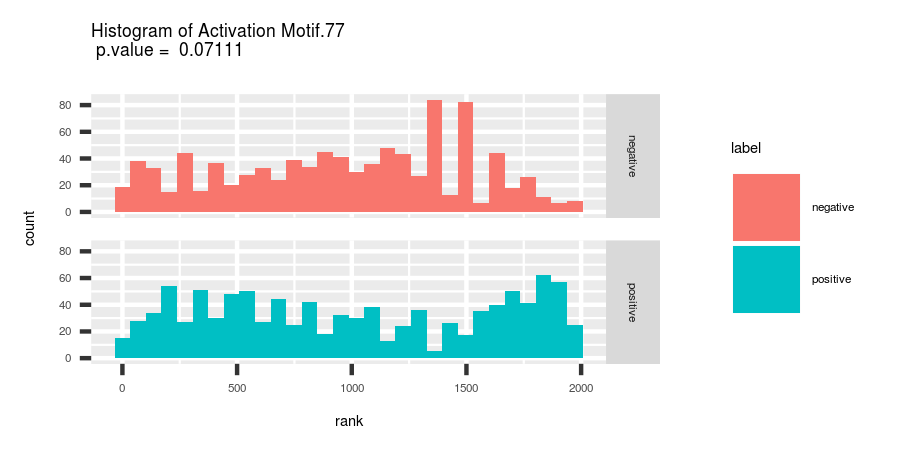 Histogram of Activation Motif.77
p.value =  0.07111
count
80
60
40
20
0
negative
80
60
40
20
0
positive
0 500 1000 1500 2000
rank
label
negative
positive